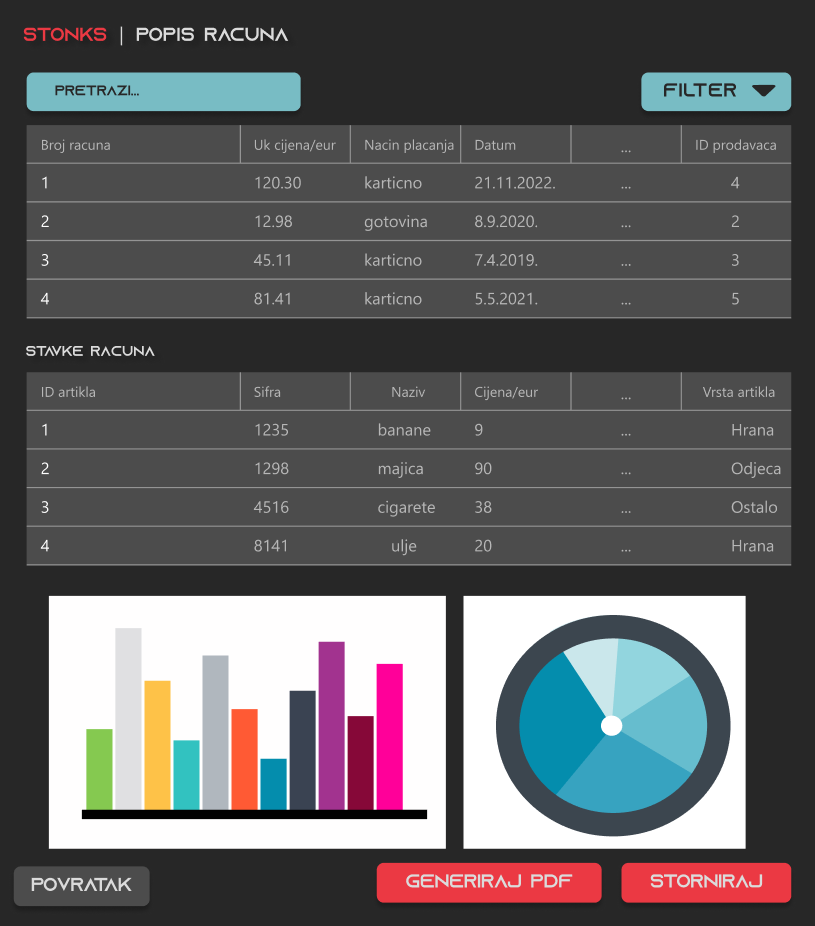 STONKS | POPIS RACUNA
PRETRAZI...
FILTER
Broj racuna Uk cijena/eur Nacin placanja Datum ... ID prodavaca
1 120.30 karticno 21.11.2022. ... 4
2 12.98 gotovina 8.9.2020. ... 2
3 45.11 karticno 7.4.2019. ... 3
4 81.41 karticno 5.5.2021. ... 5
STAVKE RACUNA
ID artikla Sifra Naziv Cijena/eur ... Vrsta artikla
1 1235 banane 9 ... Hrana
2 1298 majica 90 ... Odjeca
3 4516 cigarete 38 ... Ostalo
4 8141 ulje 20 ... Hrana
POVRATAK
GENERIRAJ PDF
STORNIRAJ